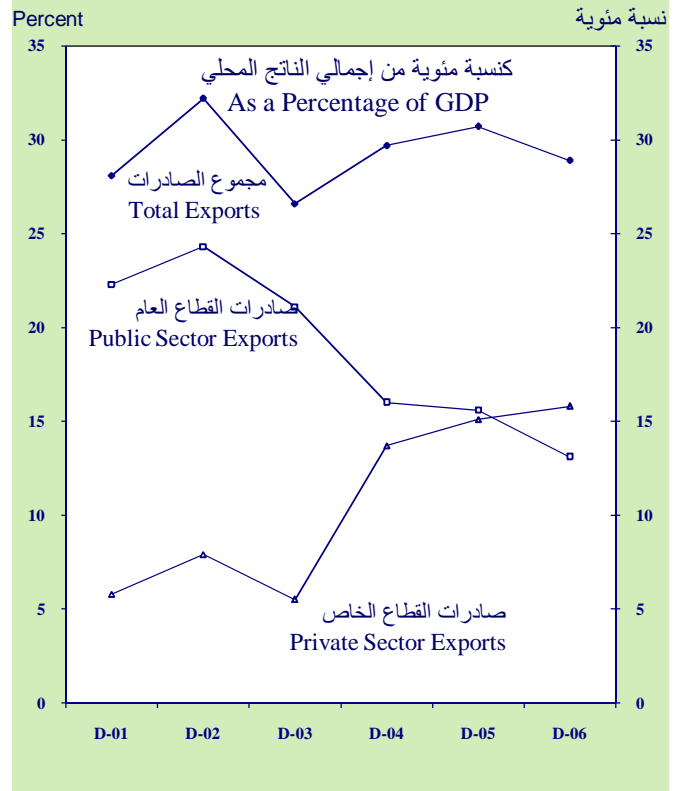 Percent نسبة مئوية
35 35
كنسبة مئوية من إجمالي الناتج المحلي
As a Percentage of GDP
30 30
مجموع الصادرات
Total Exports
25 25
صادرات القطاع العام
20 20
Public Sector Exports
15 15
10 10
5 5
صادرات القطاع الخاص
Private Sector Exports
0 0
D-01 D-02 D-03 D-04 D-05 D-06